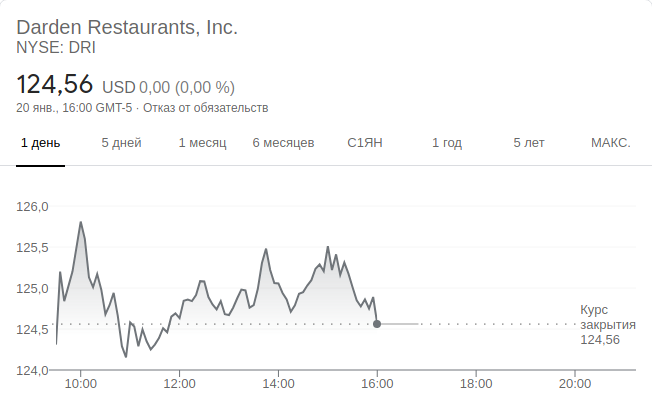 Darden Restaurants, Inc.
NYSE: DRI
124,56 USD 0,00 (0,00 %)
20 янв., 16:00 GMT-5 · Отказ от обязательств
1 день 5 дней 1 месяц 6 месяцев С1ЯН 1 год 5 лет МАКС.
126,0
125,5
125,0
124,5
124,0
Курс
закрытия
124,56
10:00 12:00 14:00 16:00 18:00 20:00